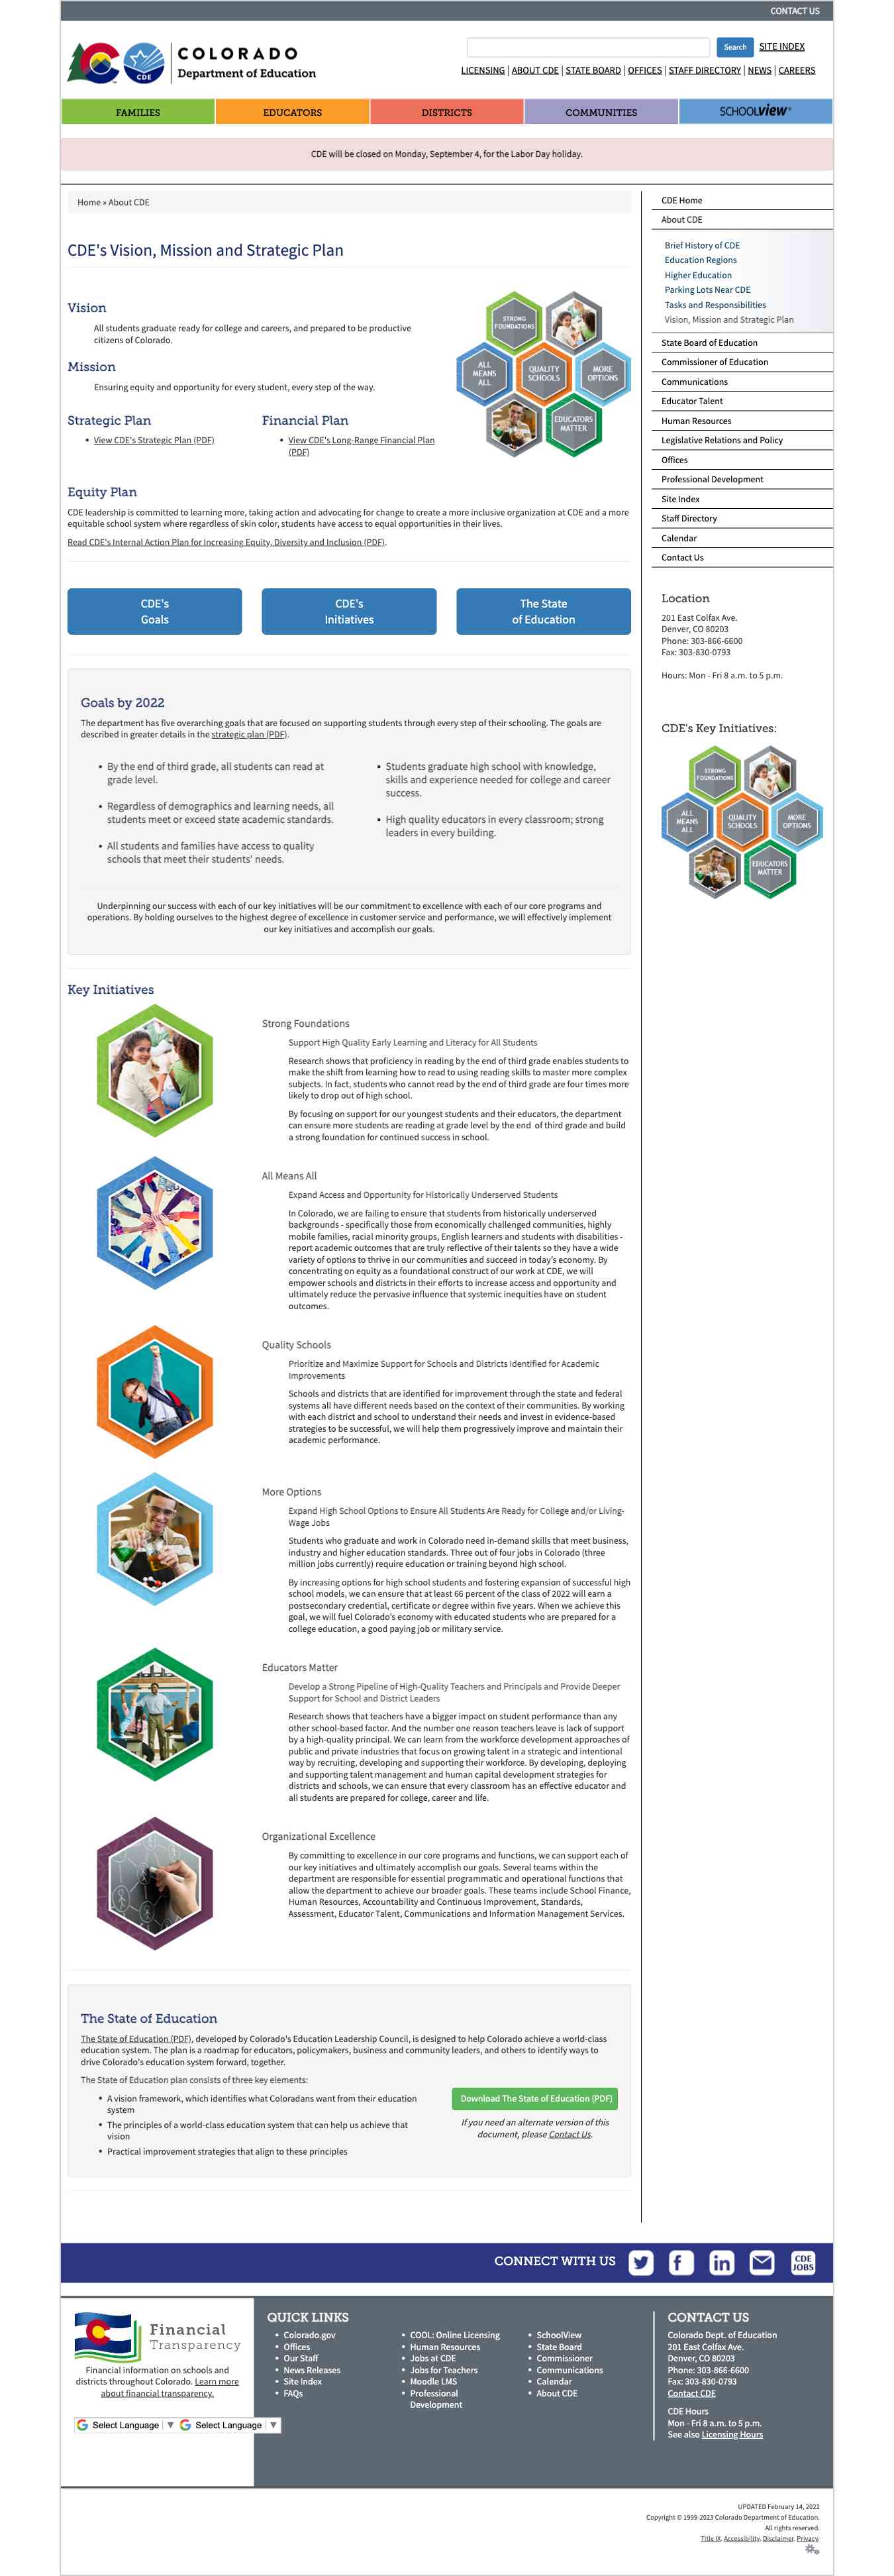 CONTACT US
COLORADO
Department of Education
CDE
Search
SITE INDEX
LICENSING | ABOUT CDE | STATE BOARD | OFFICES | STAFF DIRECTORY | NEWS | CAREERS
FAMILIES
EDUCATORS
DISTRICTS
COMMUNITIES
SCHOOLVIEW®
CDE will be closed on Monday, September 4, for the Labor Day holiday.
Home » About CDE
CDE's Vision, Mission and Strategic Plan
Vision
All students graduate ready for college and careers, and prepared to be productive
citizens of Colorado.
Mission
Ensuring equity and opportunity for every student, every step of the way.
Strategic Plan
• View CDE's Strategic Plan (PDF)
Financial Plan
• View CDE's Long-Range Financial Plan
(PDF)
STRONG
FOUNDATIONS
ALL
MEANS
ALL
QUALITY
SCHOOLS
MORE
OPTIONS
EDUCATORS
MATTER
Equity Plan
CDE leadership is committed to learning more, taking action and advocating for change to create a more inclusive organization at CDE and a more
equitable school system where regardless of skin color, students have access to equal opportunities in their lives.
Read CDE's Internal Action Plan for Increasing Equity, Diversity and Inclusion (PDF).
CDE's
Goals
CDE's
Initiatives
The State
of Education
Goals by 2022
The department has five overarching goals that are focused on supporting students through every step of their schooling. The goals are
described in greater details in the strategic plan (PDF).
• By the end of third grade, all students can read at
grade level.
• Regardless of demographics and learning needs, all
students meet or exceed state academic standards.
• All students and families have access to quality
schools that meet their students' needs.
• Students graduate high school with knowledge,
skills and experience needed for college and career
success.
• High quality educators in every classroom; strong
leaders in every building.
Underpinning our success with each of our key initiatives will be our commitment to excellence with each of our core programs and
operations. By holding ourselves to the highest degree of excellence in customer service and performance, we will effectively implement
our key initiatives and accomplish our goals.
Key Initiatives
Strong Foundations
Support High Quality Early Learning and Literacy for All Students
Research shows that proficiency in reading by the end of third grade enables students to
make the shift from learning how to read to using reading skills to master more complex
subjects. In fact, students who cannot read by the end of third grade are four times more
likely to drop out of high school.
By focusing on support for our youngest students and their educators, the department
can ensure more students are reading at grade level by the end of third grade and build
a strong foundation for continued success in school.
All Means All
Expand Access and Opportunity for Historically Underserved Students
In Colorado, we are failing to ensure that students from historically underserved
backgrounds - specifically those from economically challenged communities, highly
mobile families, racial minority groups, English learners and students with disabilities -
report academic outcomes that are truly reflective of their talents so they have a wide
variety of options to thrive in our communities and succeed in today's economy. By
concentrating on equity as a foundational construct of our work at CDE, we will
empower schools and districts in their efforts to increase access and opportunity and
ultimately reduce the pervasive influence that systemic inequities have on student
outcomes.
Quality Schools
Prioritize and Maximize Support for Schools and Districts Identified for Academic
Improvements
Schools and districts that are identified for improvement through the state and federal
systems all have different needs based on the context of their communities. By working
with each district and school to understand their needs and invest in evidence-based
strategies to be successful, we will help them progressively improve and maintain their
academic performance.
More Options
Expand High School Options to Ensure All Students Are Ready for College and/or Living-
Wage Jobs
Students who graduate and work in Colorado need in-demand skills that meet business,
industry and higher education standards. Three out of four jobs in Colorado (three
million jobs currently) require education or training beyond high school.
By increasing options for high school students and fostering expansion of successful high
school models, we can ensure that at least 66 percent of the class of 2022 will earn a
postsecondary credential, certificate or degree within five years. When we achieve this
goal, we will fuel Colorado's economy with educated students who are prepared for a
college education, a good paying job or military service.
Educators Matter
Develop a Strong Pipeline of High-Quality Teachers and Principals and Provide Deeper
Support for School and District Leaders
Research shows that teachers have a bigger impact on student performance than any
other school-based factor. And the number one reason teachers leave is lack of support
by a high-quality principal. We can learn from the workforce development approaches of
public and private industries that focus on growing talent in a strategic and intentional
way by recruiting, developing and supporting their workforce. By developing, deploying
and supporting talent management and human capital development strategies for
districts and schools, we can ensure that every classroom has an effective educator and
all students are prepared for college, career and life.
Organizational Excellence
By committing to excellence in our core programs and functions, we can support each of
our key initiatives and ultimately accomplish our goals. Several teams within the
department are responsible for essential programmatic and operational functions that
allow the department to achieve our broader goals. These teams include School Finance,
Human Resources, Accountability and Continuous Improvement, Standards,
Assessment, Educator Talent, Communications and Information Management Services.
The State of Education
The State of Education (PDF), developed by Colorado's Education Leadership Council, is designed to help Colorado achieve a world-class
education system. The plan is a roadmap for educators, policymakers, business and community leaders, and others to identify ways to
drive Colorado's education system forward, together.
The State of Education plan consists of three key elements:
• A vision framework, which identifies what Coloradans want from their education
system
• The principles of a world-class education system that can help us achieve that
vision
• Practical improvement strategies that align to these principles
Download The State of Education (PDF)
If you need an alternate version of this
document, please Contact Us.
CDE Home
About CDE
Brief History of CDE
Education Regions
Higher Education
Parking Lots Near CDE
Tasks and Responsibilities
Vision, Mission and Strategic Plan
State Board of Education
Commissioner of Education
Communications
Educator Talent
Human Resources
Legislative Relations and Policy
Offices
Professional Development
Site Index
Staff Directory
Calendar
Contact Us
Location
201 East Colfax Ave.
Denver, CO 80203
Phone: 303-866-6600
Fax: 303-830-0793
Hours: Mon - Fri 8 a.m. to 5 p.m.
CDE's Key Initiatives:
STRONG
FOUNDATIONS
ALL
MEANS
ALL
QUALITY
SCHOOLS
MORE
OPTIONS
EDUCATORS
MATTER
CONNECT WITH US
CDE
JOBS
Financial
Transparency
Financial information on schools and
districts throughout Colorado. Learn more
about financial transparency.
Select Language ▼ Select Language ▼
QUICK LINKS
• Colorado.gov
• Offices
• Our Staff
• News Releases
• Site Index
• FAQs
• COOL: Online Licensing
• Human Resources
• Jobs at CDE
• Jobs for Teachers
• Moodle LMS
• Professional
Development
• SchoolView
• State Board
• Commissioner
• Communications
• Calendar
• About CDE
CONTACT US
Colorado Dept. of Education
201 East Colfax Ave.
Denver, CO 80203
Phone: 303-866-6600
Fax: 303-830-0793
Contact CDE
CDE Hours
Mon - Fri 8 a.m. to 5 p.m.
See also Licensing Hours
UPDATED February 14, 2022
Copyright © 1999-2023 Colorado Department of Education.
All rights reserved.
Title IX. Accessibility. Disclaimer. Privacy.